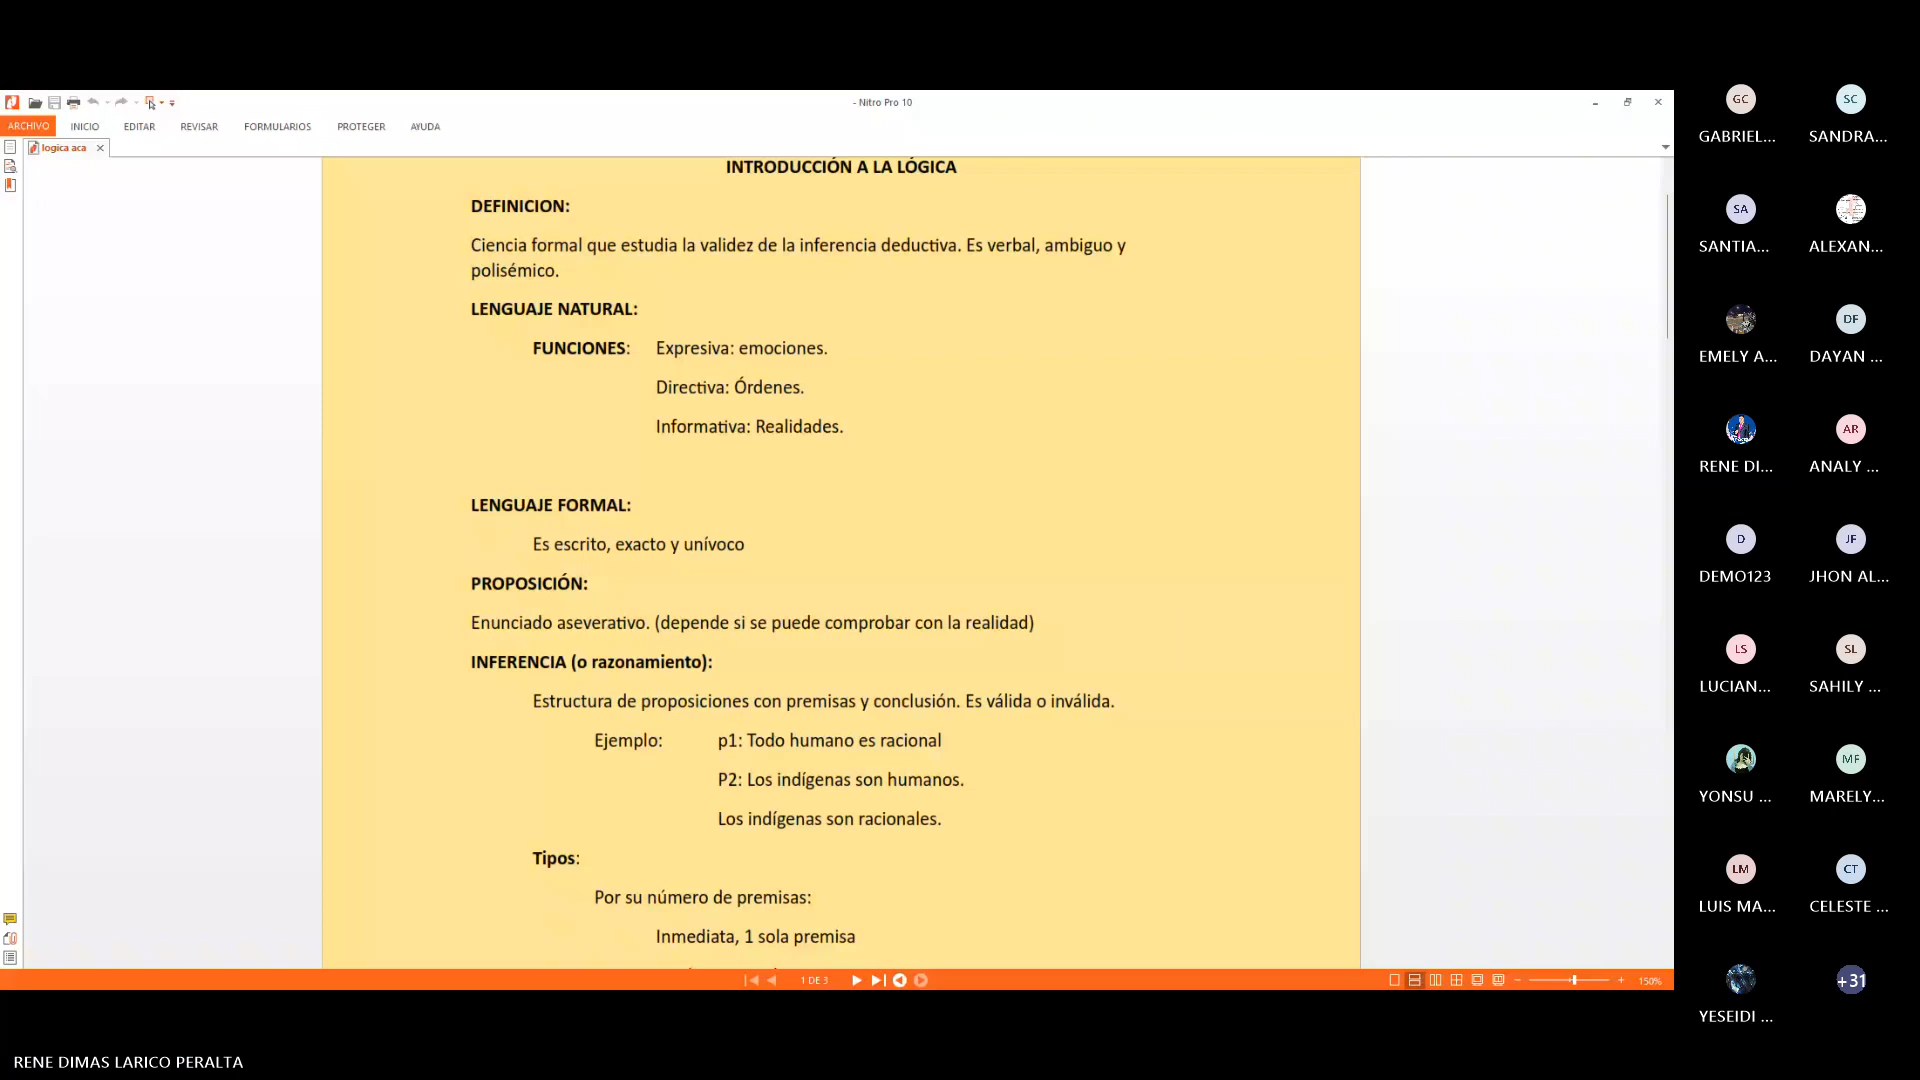 - Nitro Pro 10
ARCHIVO INICIO EDITAR REVISAR FORMULARIOS PROTEGER AYUDA
logica aca
INTRODUCCIÓN A LA LÓGICA
DEFINICION:
Ciencia formal que estudia la validez de la inferencia deductiva. Es verbal, ambiguo y
polisémico.
LENGUAJE NATURAL:
FUNCIONES: Expresiva: emociones.
Directiva: Órdenes.
Informativa: Realidades.
LENGUAJE FORMAL:
Es escrito, exacto y unívoco
PROPOSICIÓN:
Enunciado aseverativo. (depende si se puede comprobar con la realidad)
INFERENCIA (o razonamiento):
Estructura de proposiciones con premisas y conclusión. Es válida o inválida.
Ejemplo: p1: Todo humano es racional
P2: Los indígenas son humanos.
Los indígenas son racionales.
Tipos:
Por su número de premisas:
Inmediata, 1 sola premisa
1 DE 3
150%
GC SC
GABRIEL... SANDRA...
SA
SANTIA... ALEXAN...
DF
EMELY A... DAYAN ...
AR
RENE DI... ANALY ...
D JF
DEMO123 JHON AL...
LS SL
LUCIAN... SAHILY ...
MF
YONSU ... MARELY...
LM CT
LUIS MA... CELESTE ...
+31
YESEIDI ...
RENE DIMAS LARICO PERALTA